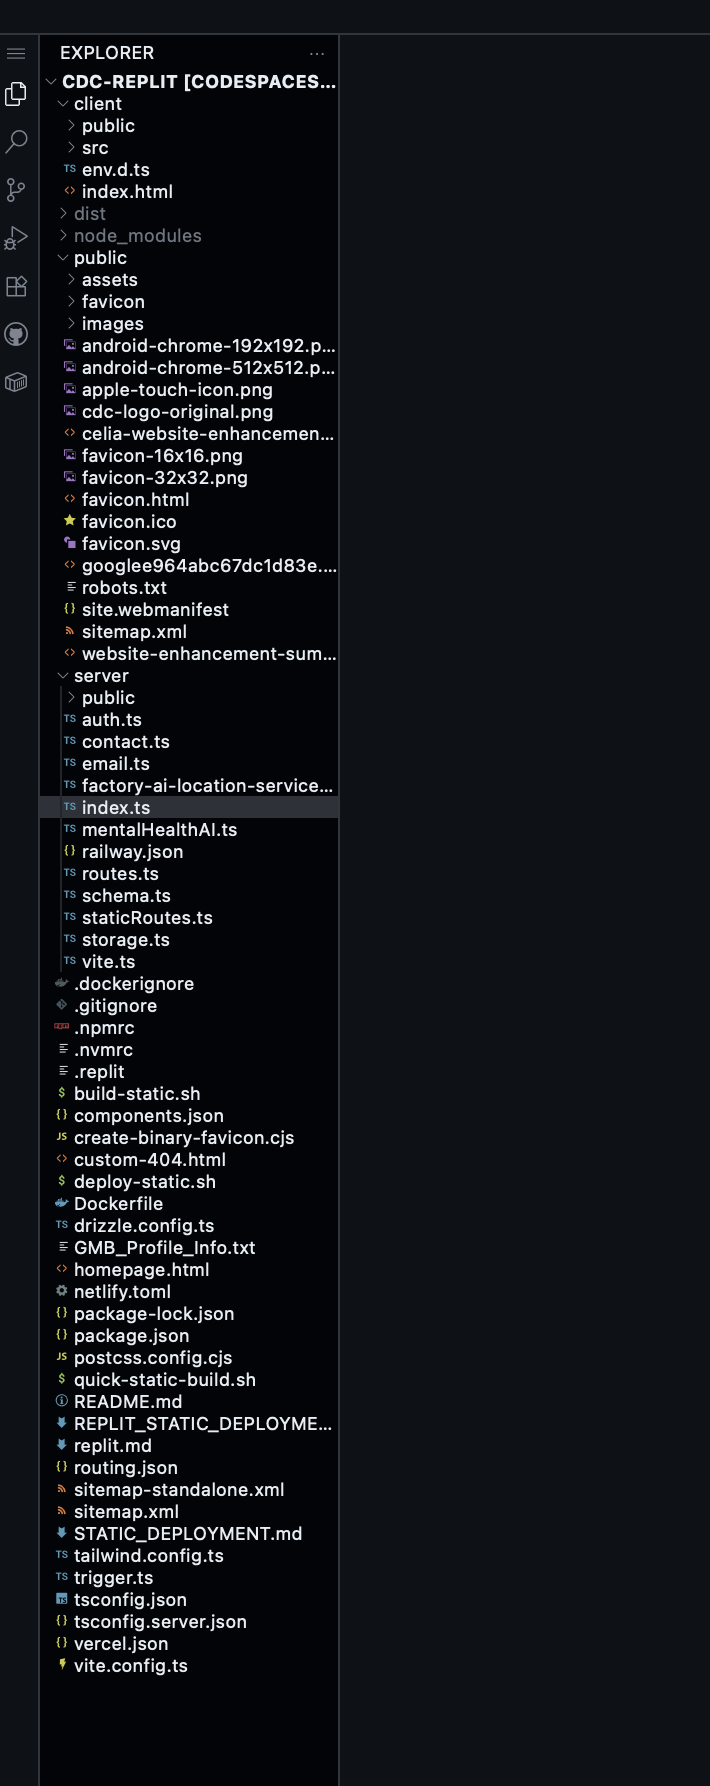 EXPLORER
CDC-REPLIT [CODESPACES...
client
public
src
TS env.d.ts
index.html
dist
node_modules
public
assets
favicon
images
android-chrome-192x192.p...
android-chrome-512x512.p...
apple-touch-icon.png
cdc-logo-original.png
celia-website-enhancemen...
favicon-16x16.png
favicon-32x32.png
favicon.html
favicon.ico
favicon.svg
googlee964abc67dc1d83e....
robots.txt
{} site.webmanifest
sitemap.xml
website-enhancement-sum...
server
public
TS auth.ts
TS contact.ts
TS email.ts
TS factory-ai-location-service...
TS index.ts
TS mentalHealthAI.ts
{} railway.json
TS routes.ts
TS schema.ts
TS staticRoutes.ts
TS storage.ts
TS vite.ts
.dockerignore
.gitignore
.npmrc
.nvmrc
.replit
$ build-static.sh
{} components.json
JS create-binary-favicon.cjs
custom-404.html
$ deploy-static.sh
Dockerfile
TS drizzle.config.ts
GMB_Profile_Info.txt
homepage.html
netlify.toml
{} package-lock.json
{} package.json
JS postcss.config.cjs
$ quick-static-build.sh
README.md
REPLIT_STATIC_DEPLOYME...
replit.md
{} routing.json
sitemap-standalone.xml
sitemap.xml
STATIC_DEPLOYMENT.md
TS tailwind.config.ts
TS trigger.ts
TS tsconfig.json
{} tsconfig.server.json
{} vercel.json
vite.config.ts